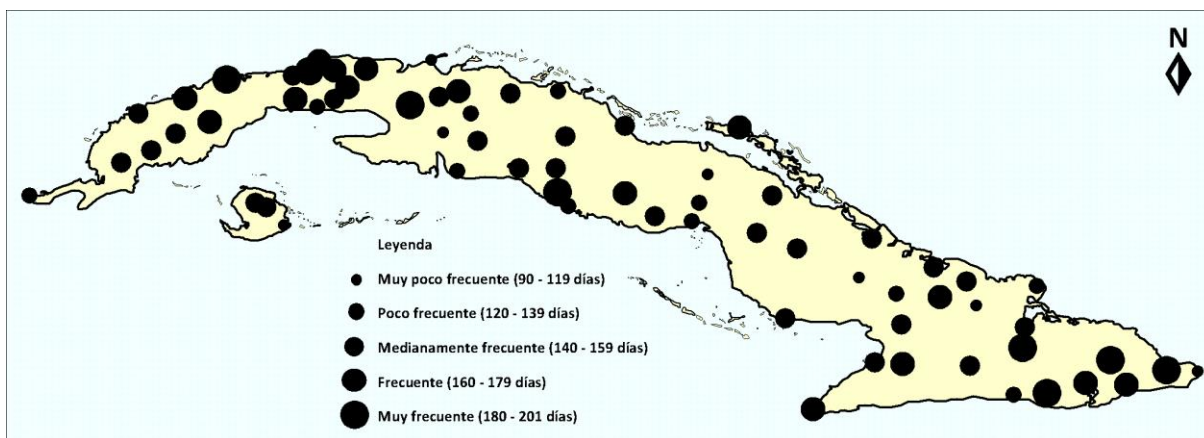 N
Leyenda
Muy poco frecuente (90 - 119 días)
Poco frecuente (120 - 139 días)
Medianamente frecuente (140 - 159 días)
Frecuente (160 - 179 días)
Muy frecuente (180 - 201 días)